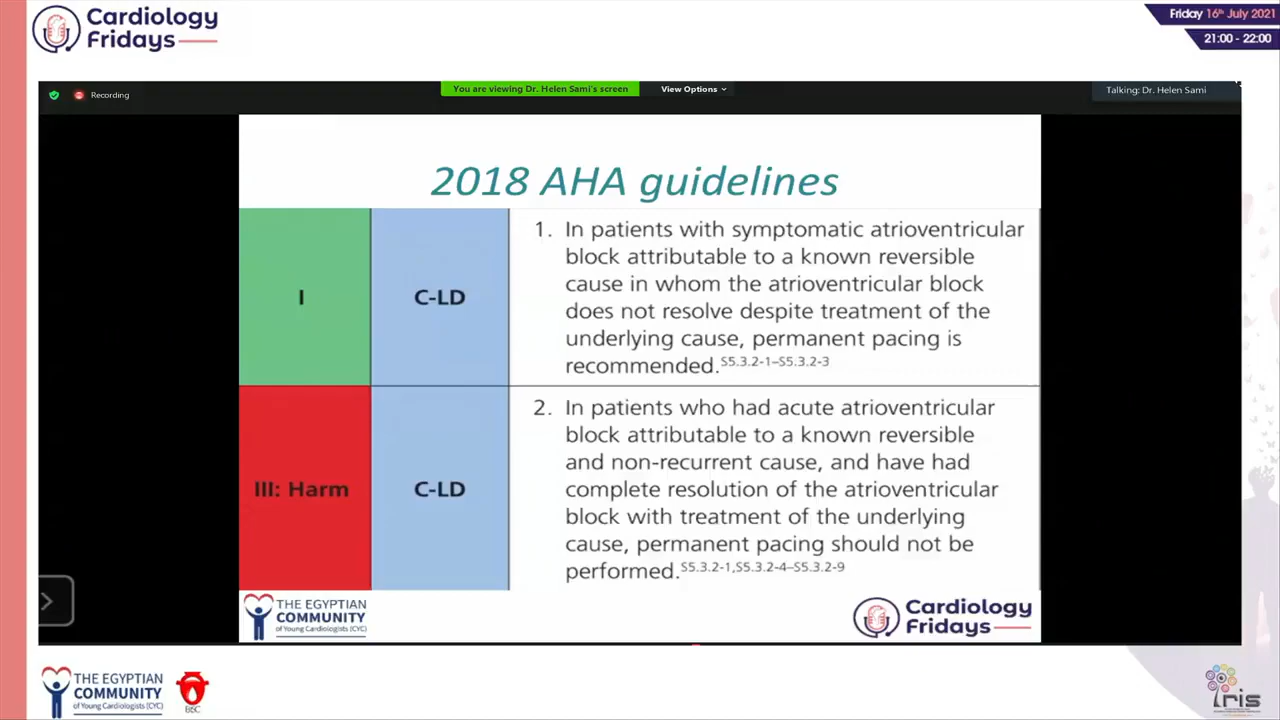 Cardiology
Fridays
Friday 16th July 2021
21:00 - 22:00
Recording
You are viewing Dr. Helen Sami's screen
View Options
Talking: Dr. Helen Sami
2018 AHA guidelines
I
C-LD
1. In patients with symptomatic atrioventricular
block attributable to a known reversible
cause in whom the atrioventricular block
does not resolve despite treatment of the
underlying cause, permanent pacing is
recommended.S5.3.2-1–S5.3.2-3
III: Harm
C-LD
2. In patients who had acute atrioventricular
block attributable to a known reversible
and non-recurrent cause, and have had
complete resolution of the atrioventricular
block with treatment of the underlying
cause, permanent pacing should not be
performed.S5.3.2-1,S5.3.2-4–S5.3.2-9
THE EGYPTIAN
COMMUNITY
of Young Cardiologists (CYC)
Cardiology
Fridays
THE EGYPTIAN
COMMUNITY
of Young Cardiologists (CYC)
iris